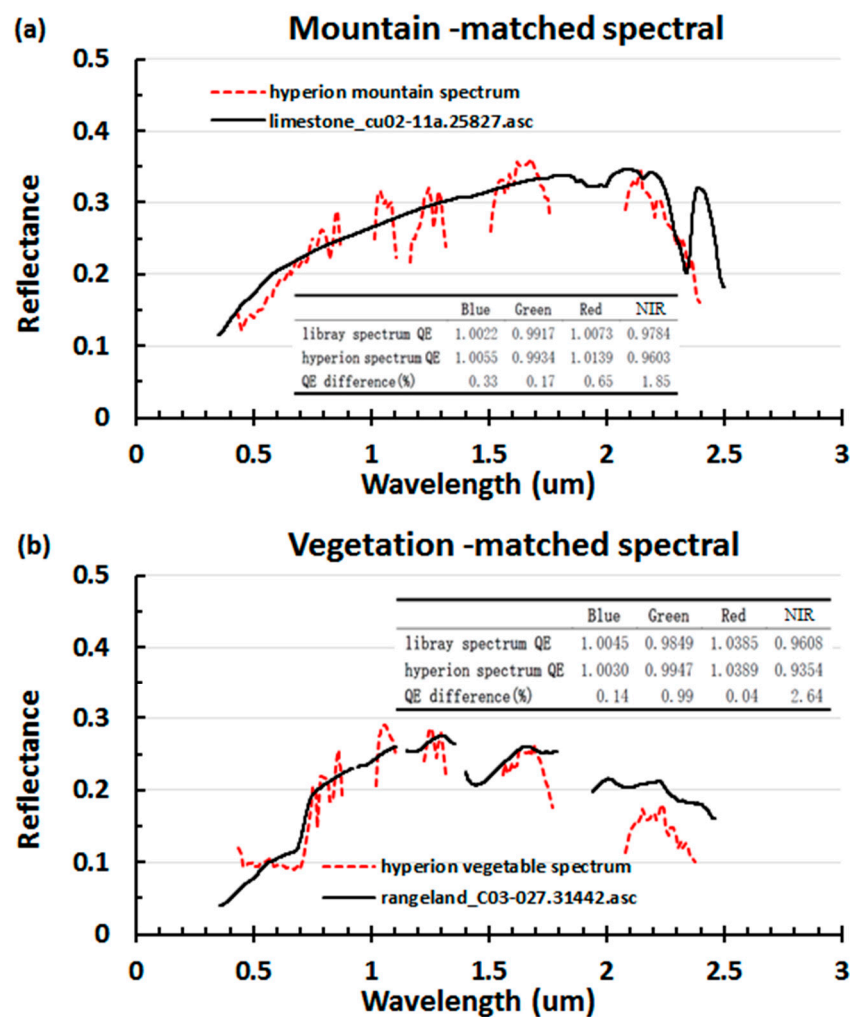 (a) Mountain -matched spectral
0.5
0.4
0.3
0.2
0.1
0
Reflectance
hyperion mountain spectrum
limestone_cu02-11a.25827.asc
Blue Green Red NIR
libray spectrum QE 1.0022 0.9917 1.0073 0.9784
hyperion spectrum QE 1.0055 0.9934 1.0139 0.9603
QE difference(%) 0.33 0.17 0.65 1.85
0 0.5 1 1.5 2 2.5 3
Wavelength (um)
(b) Vegetation -matched spectral
0.5
0.4
0.3
0.2
0.1
0
Reflectance
Blue Green Red NIR
libray spectrum QE 1.0045 0.9849 1.0385 0.9608
hyperion spectrum QE 1.0030 0.9947 1.0389 0.9354
QE difference(%) 0.14 0.99 0.04 2.64
hyperion vegetable spectrum
rangeland_C03-027.31442.asc
0 0.5 1 1.5 2 2.5 3
Wavelength (um)